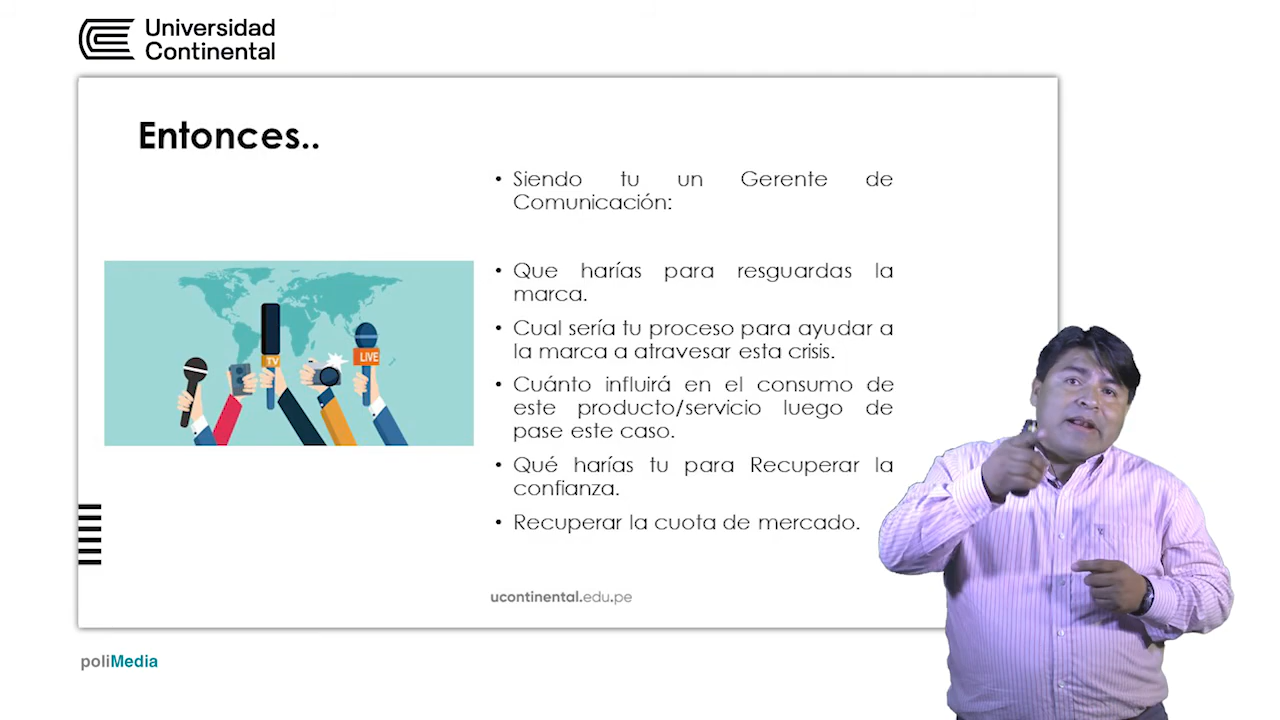 Universidad
Continental
Entonces..
• Siendo tu un Gerente de
Comunicación:
• Que harías para resguardas la
marca.
• Cual sería tu proceso para ayudar a
la marca a atravesar esta crisis.
• Cuánto influirá en el consumo de
este producto/servicio luego de
pase este caso.
• Qué harías tu para Recuperar la
confianza.
• Recuperar la cuota de mercado.
TV
LIVE
ucontinental.edu.pe
poliMedia